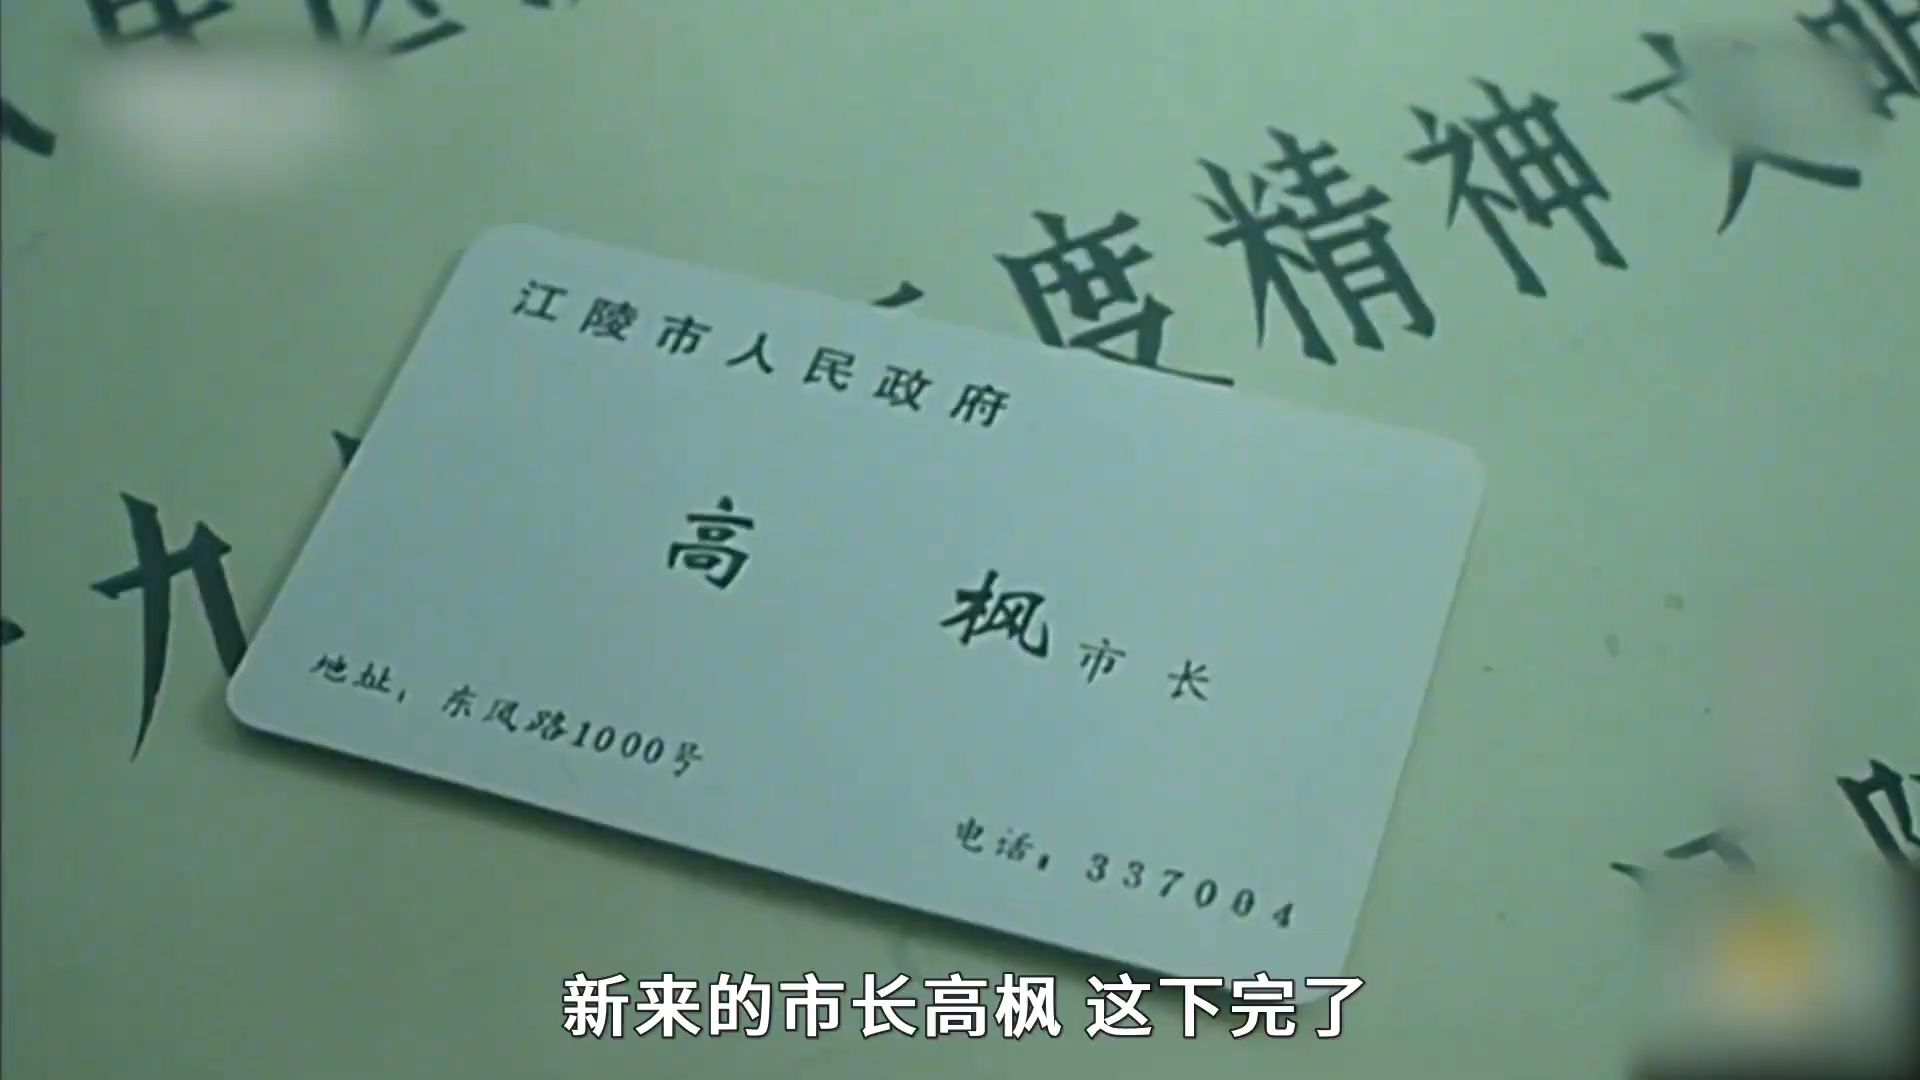 度精神文
江陵市人民政府
高枫市长
地址：东风路1000号
电话：337004
新来的市长高枫 这下完了